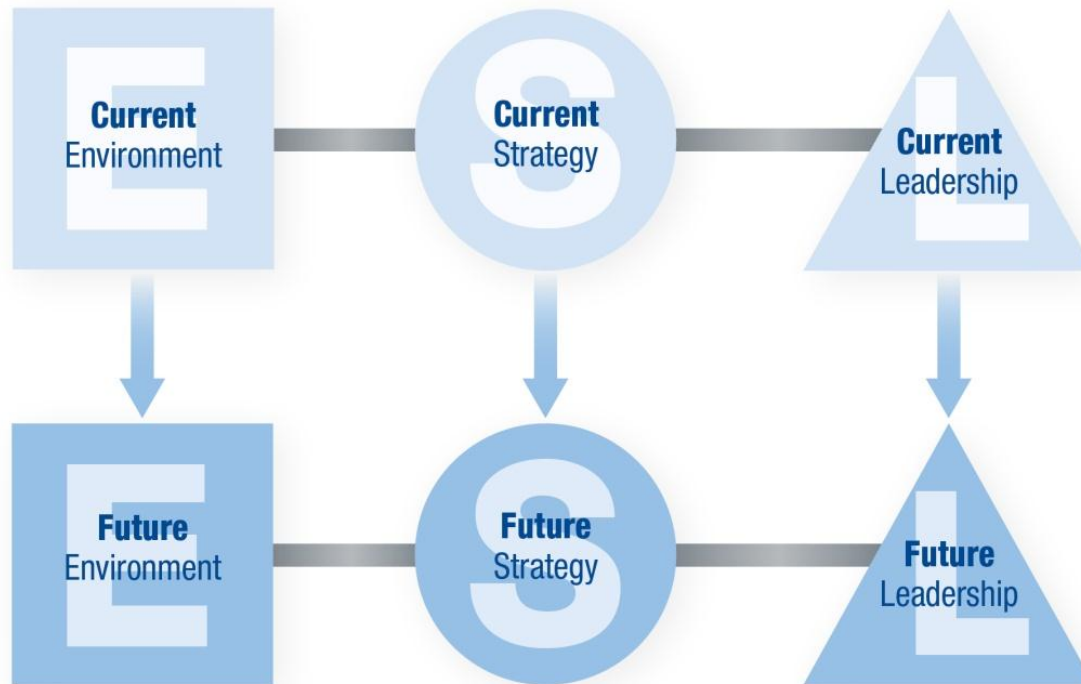 E
Current
Environment
S
Current
Strategy
L
Current
Leadership
E
Future
Environment
S
Future
Strategy
L
Future
Leadership